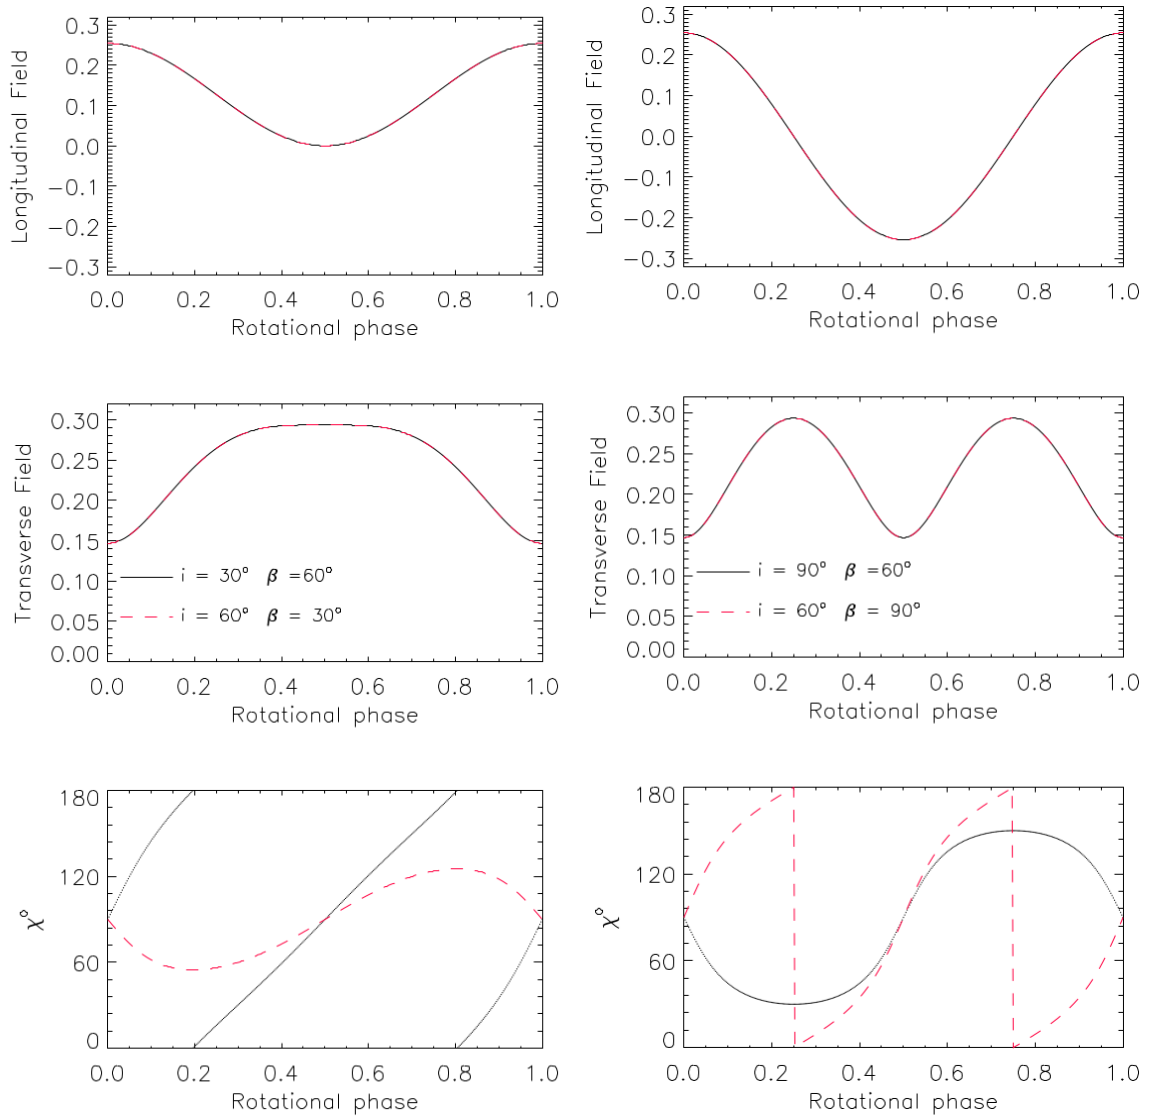 Longitudinal Field
0.3
0.2
0.1
0.0
−0.1
−0.2
−0.3
0.0 0.2 0.4 0.6 0.8 1.0
Rotational phase
Longitudinal Field
0.3
0.2
0.1
0.0
−0.1
−0.2
−0.3
0.0 0.2 0.4 0.6 0.8 1.0
Rotational phase
Transverse Field
0.30
0.25
0.20
0.15
0.10
0.05
0.00
i = 30° β =60°
i = 60° β = 30°
0.0 0.2 0.4 0.6 0.8 1.0
Rotational phase
Transverse Field
0.30
0.25
0.20
0.15
0.10
0.05
0.00
i = 90° β =60°
i = 60° β = 90°
0.0 0.2 0.4 0.6 0.8 1.0
Rotational phase
χ°
180
120
60
0
0.0 0.2 0.4 0.6 0.8 1.0
Rotational phase
χ°
180
120
60
0
0.0 0.2 0.4 0.6 0.8 1.0
Rotational phase